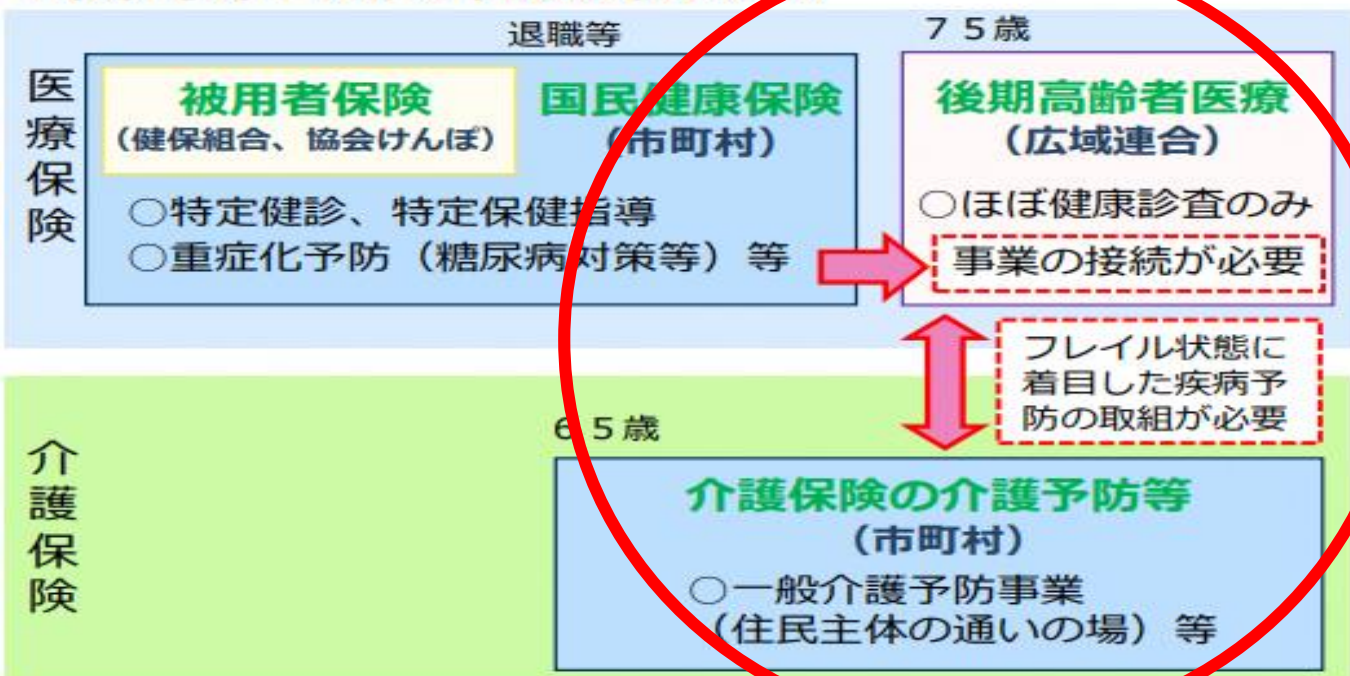 退職等
75歳
医療保険
被用者保険
(健保組合、協会けんぽ)
国民健康保険
(市町村)
○特定健診、特定保健指導
○重症化予防(糖尿病対策等)等
後期高齢者医療
(広域連合)
○ほぼ健康診査のみ
事業の接続が必要
フレイル状態に
着目した疾病予
防の取組が必要
介護保険
65歳
介護保険の介護予防等
(市町村)
○一般介護予防事業
(住民主体の通いの場)等